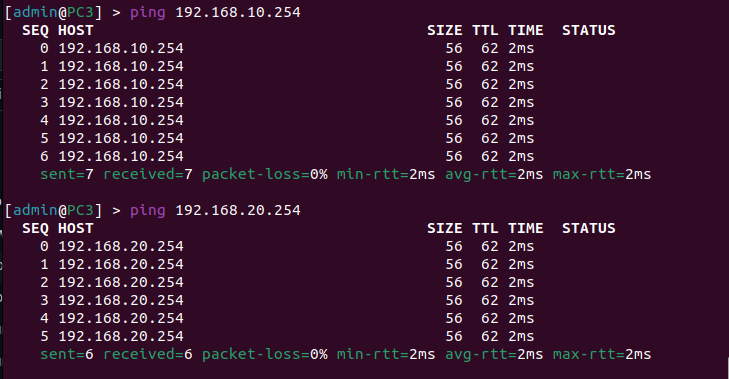 [admin@PC3] > ping 192.168.10.254
SEQ HOST SIZE TTL TIME STATUS
0 192.168.10.254 56 62 2ms
1 192.168.10.254 56 62 2ms
2 192.168.10.254 56 62 2ms
3 192.168.10.254 56 62 2ms
4 192.168.10.254 56 62 2ms
5 192.168.10.254 56 62 2ms
6 192.168.10.254 56 62 2ms
sent=7 received=7 packet-loss=0% min-rtt=2ms avg-rtt=2ms max-rtt=2ms
[admin@PC3] > ping 192.168.20.254
SEQ HOST SIZE TTL TIME STATUS
0 192.168.20.254 56 62 2ms
1 192.168.20.254 56 62 2ms
2 192.168.20.254 56 62 2ms
3 192.168.20.254 56 62 2ms
4 192.168.20.254 56 62 2ms
5 192.168.20.254 56 62 2ms
sent=6 received=6 packet-loss=0% min-rtt=2ms avg-rtt=2ms max-rtt=2ms